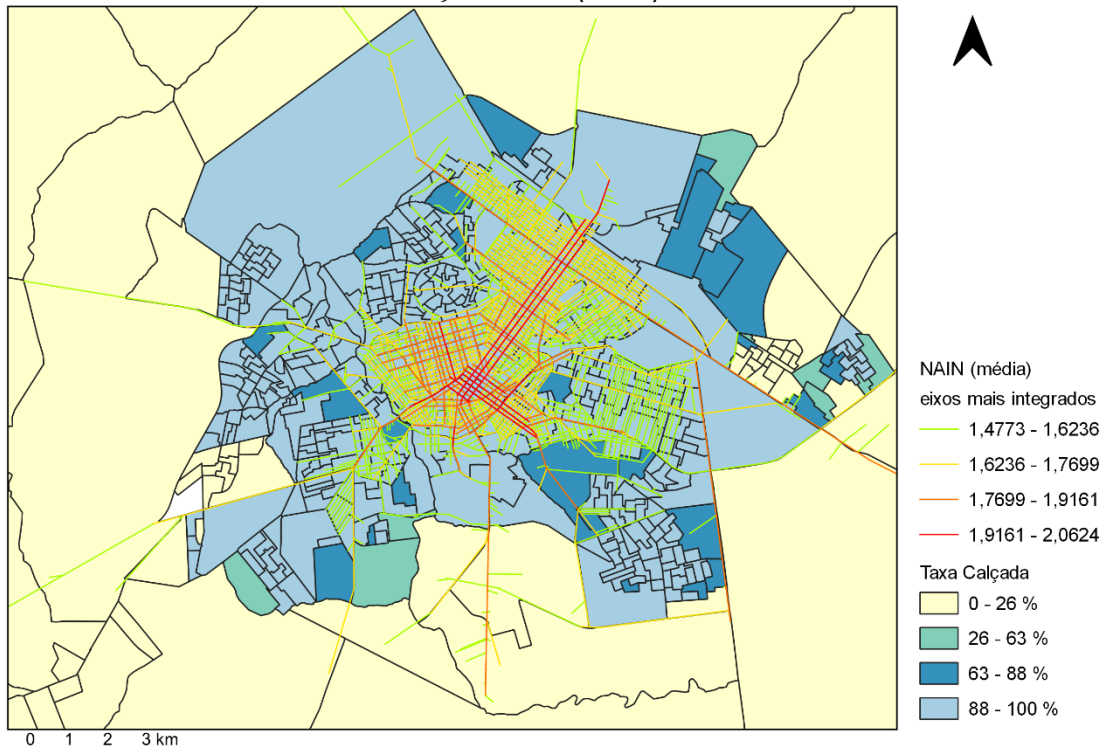 NAIN (média)
eixos mais integrados
1,4773 - 1,6236
1,6236 - 1,7699
1,7699 - 1,9161
1,9161 - 2,0624
Taxa Calçada
0 - 26 %
26 - 63 %
63 - 88 %
88 - 100 %
0 1 2 3 km